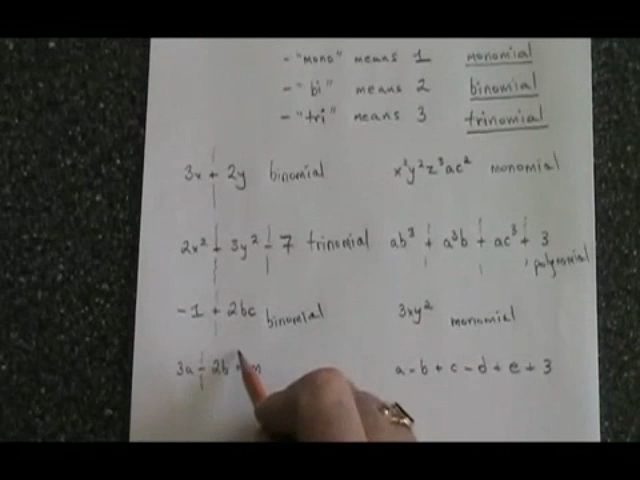 - "mono" means 1 monomial
- "bi" means 2 binomial
- "tri" means 3 trinomial
3x + 2y binomial
x²y²z³ac² monomial
2x² + 3y² - 7 trinomial
ab³ + a³b + ac³ + 3
polynomial
-1 + 2bc binomial
3xy² monomial
3a - 2b + m
a - b + c - d + e + 3